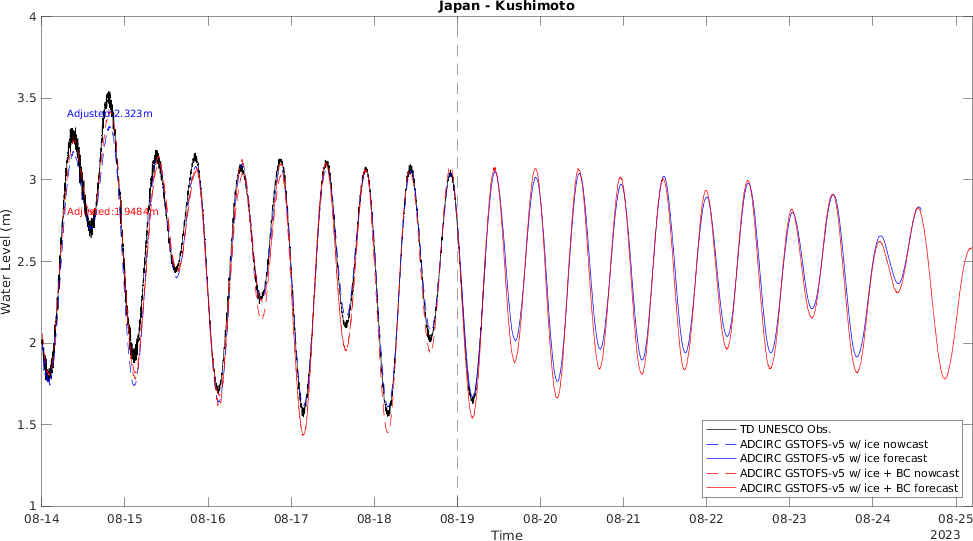 Japan - Kushimoto
4
3.5
3
2.5
2
1.5
1
Water Level (m)
Adjusted:2.323m
Adjusted:1.9484m
TD UNESCO Obs.
ADCIRC GSTOFS-v5 w/ ice nowcast
ADCIRC GSTOFS-v5 w/ ice forecast
ADCIRC GSTOFS-v5 w/ ice + BC nowcast
ADCIRC GSTOFS-v5 w/ ice + BC forecast
08-14 08-15 08-16 08-17 08-18 08-19 08-20 08-21 08-22 08-23 08-24 08-25
Time 2023